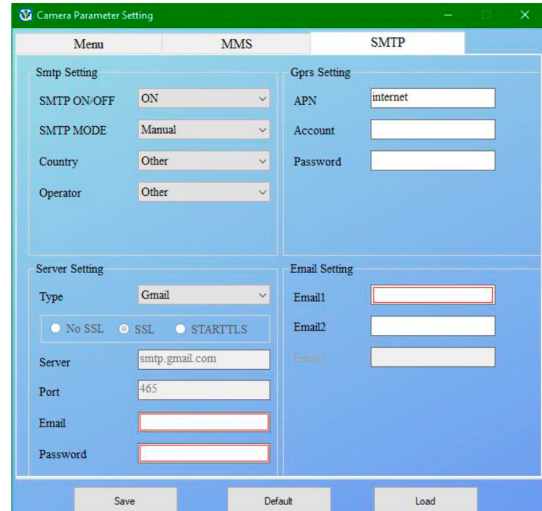 Camera Parameter Setting
Menu MMS SMTP
Smtp Setting
SMTP ON/OFF ON
SMTP MODE Manual
Country Other
Operator Other
Gprs Setting
APN internet
Account
Password
Server Setting
Type Gmail
No SSL SSL STARTTLS
Server smtp.gmail.com
Port 465
Email
Password
Email Setting
Email1
Email2
Email3
Save Default Load